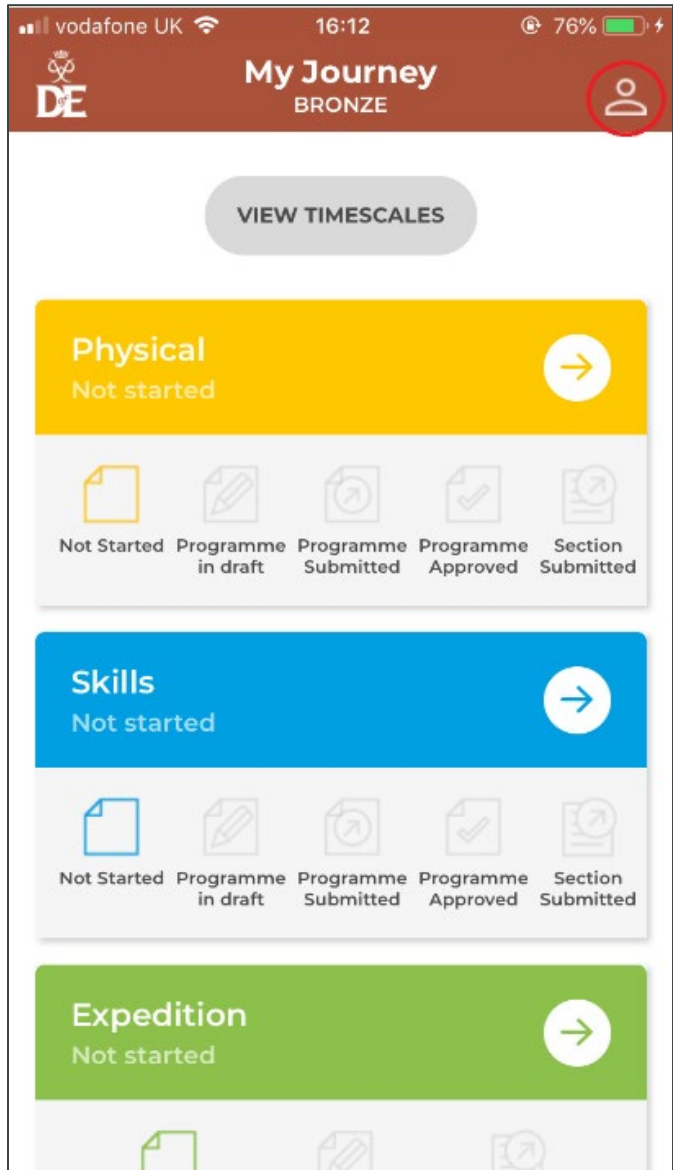 vodafone UK 16:12 76%
DofE
My Journey
BRONZE
VIEW TIMESCALES
Physical
Not started
Not Started Programme in draft Programme Submitted Programme Approved Section Submitted
Skills
Not started
Not Started Programme in draft Programme Submitted Programme Approved Section Submitted
Expedition
Not started